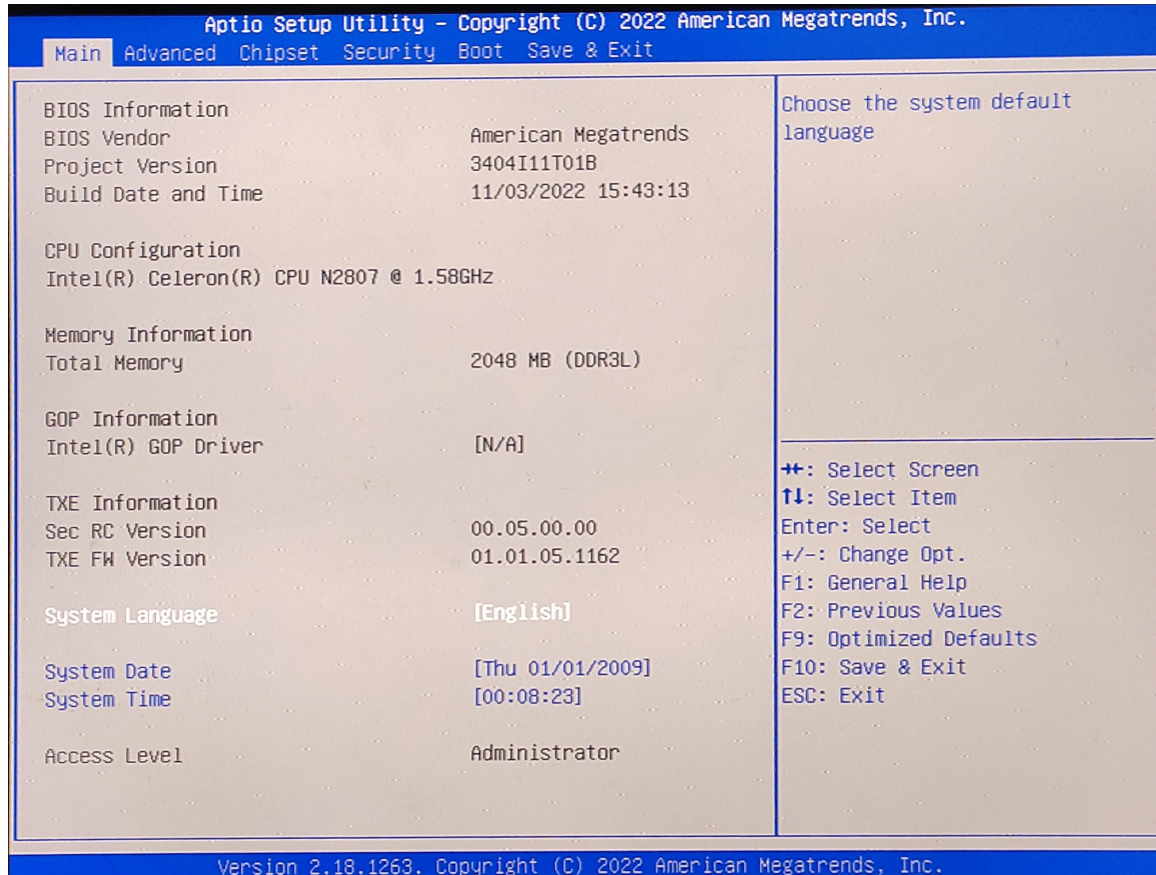 Aptio Setup Utility – Copyright (C) 2022 American Megatrends, Inc.
Main Advanced Chipset Security Boot Save & Exit
BIOS Information
BIOS Vendor American Megatrends
Project Version 3404I11T01B
Build Date and Time 11/03/2022 15:43:13
CPU Configuration
Intel(R) Celeron(R) CPU N2807 @ 1.58GHz
Memory Information
Total Memory 2048 MB (DDR3L)
GOP Information
Intel(R) GOP Driver [N/A]
TXE Information
Sec RC Version 00.05.00.00
TXE FW Version 01.01.05.1162
System Language [English]
System Date [Thu 01/01/2009]
System Time [00:08:23]
Access Level Administrator
Choose the system default
language
→←: Select Screen
↑↓: Select Item
Enter: Select
+/-: Change Opt.
F1: General Help
F2: Previous Values
F9: Optimized Defaults
F10: Save & Exit
ESC: Exit
Version 2.18.1263. Copyright (C) 2022 American Megatrends, Inc.